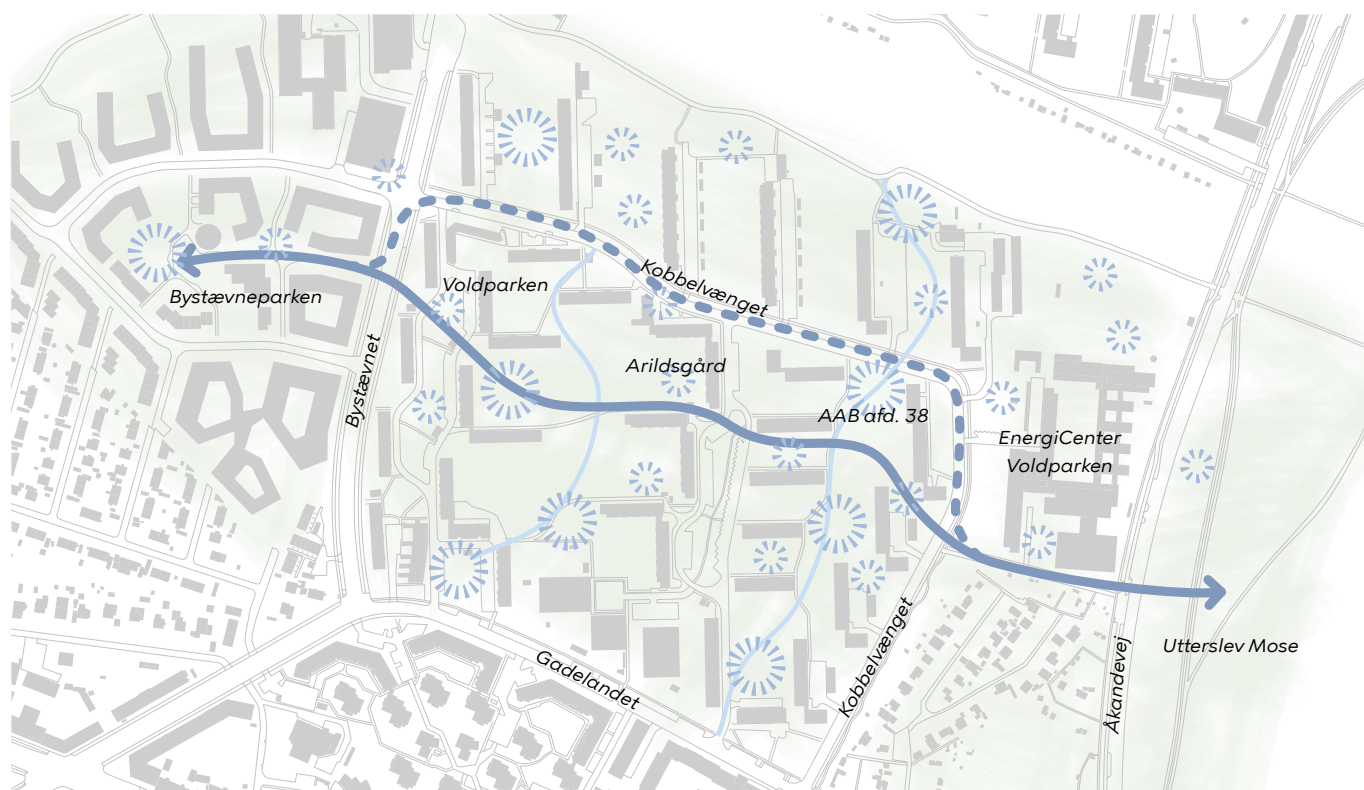 Kobbelvænget
Voldparken
Bystævneparken
Bystævnet
Arildsgård
AAB afd. 38
EnergiCenter
Voldparken
Kobbelvænget
Utterslev Mose
Gadelandet
Åkandevej